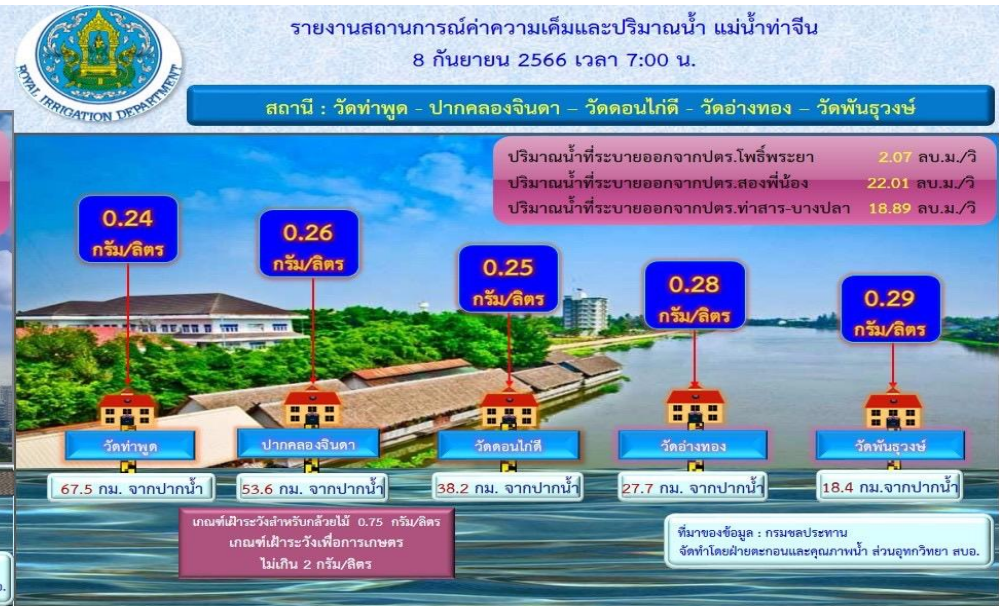 รายงานสถานการณ์ค่าความเค็มและปริมาณน้ำ แม่น้ำท่าจีน
8 กันยายน 2566 เวลา 7:00 น.
ROYAL IRRIGATION DEPARTMENT
สถานี : วัดท่าพูด - ปากคลองจินดา – วัดดอนไก่ดี - วัดอ่างทอง – วัดพันธุวงษ์
ปริมาณน้ำที่ระบายออกจากปตร.โพธิ์พระยา 2.07 ลบ.ม./วิ
ปริมาณน้ำที่ระบายออกจากปตร.สองพี่น้อง 22.01 ลบ.ม./วิ
ปริมาณน้ำที่ระบายออกจากปตร.ท่าสาร-บางปลา 18.89 ลบ.ม./วิ
0.24
กรัม/ลิตร
0.26
กรัม/ลิตร
0.25
กรัม/ลิตร
0.28
กรัม/ลิตร
0.29
กรัม/ลิตร
วัดท่าพูด
ปากคลองจินดา
วัดดอนไก่ดี
วัดอ่างทอง
วัดพันธุวงษ์
67.5 กม. จากปากน้ำ
53.6 กม. จากปากน้ำ
38.2 กม. จากปากน้ำ
27.7 กม. จากปากน้ำ
18.4 กม.จากปากน้ำ
เกณฑ์เฝ้าระวังสำหรับกล้วยไม้ 0.75 กรัม/ลิตร
เกณฑ์เฝ้าระวังเพื่อการเกษตร
ไม่เกิน 2 กรัม/ลิตร
ที่มาของข้อมูล : กรมชลประทาน
จัดทำโดยฝ่ายตะกอนและคุณภาพน้ำ ส่วนอุทกวิทยา สบอ.